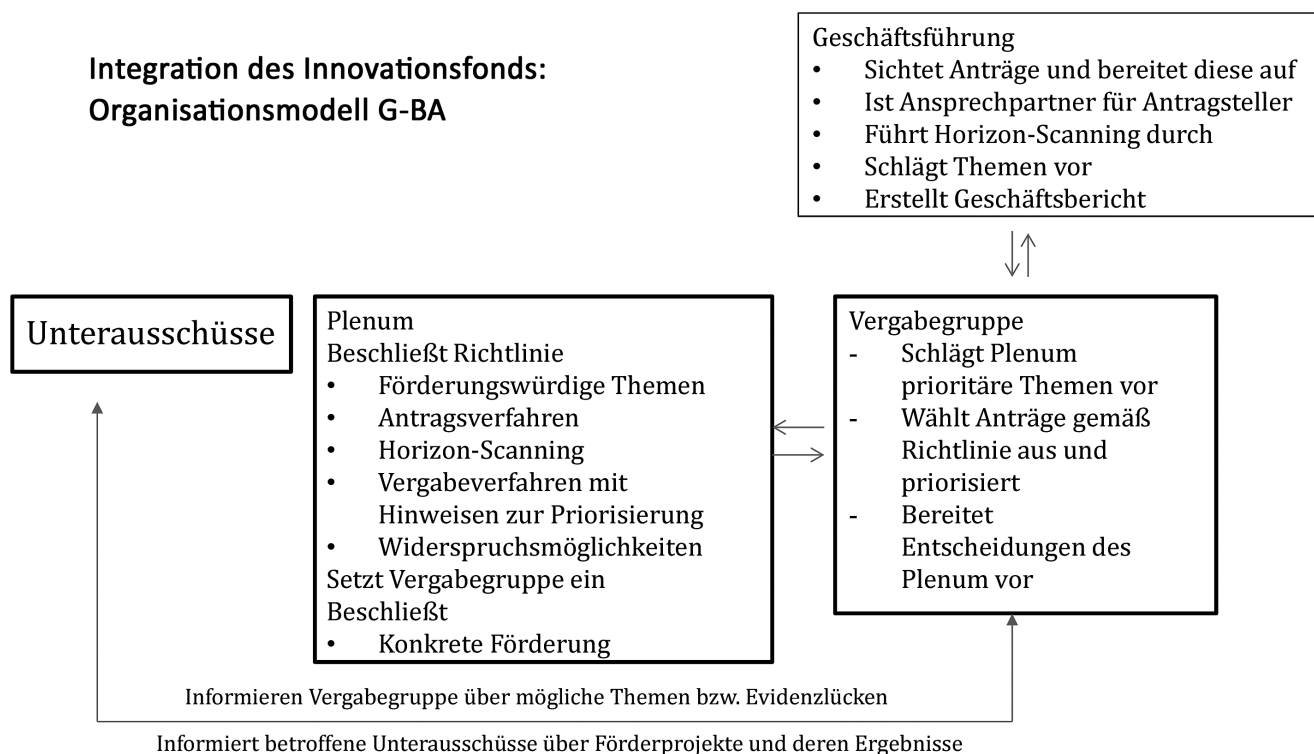 Integration des Innovationsfonds:
Organisationsmodell G-BA
Geschäftsführung
• Sichtet Anträge und bereitet diese auf
• Ist Ansprechpartner für Antragsteller
• Führt Horizon-Scanning durch
• Schlägt Themen vor
• Erstellt Geschäftsbericht
Unterausschüsse
Plenum
Beschließt Richtlinie
• Förderungswürdige Themen
• Antragsverfahren
• Horizon-Scanning
• Vergabeverfahren mit
Hinweisen zur Priorisierung
• Widerspruchsmöglichkeiten
Setzt Vergabegruppe ein
Beschließt
• Konkrete Förderung
Vergabegruppe
- Schlägt Plenum
prioritäre Themen vor
- Wählt Anträge gemäß
Richtlinie aus und
priorisiert
- Bereitet
Entscheidungen des
Plenum vor
Informieren Vergabegruppe über mögliche Themen bzw. Evidenzlücken
Informiert betroffene Unterausschüsse über Förderprojekte und deren Ergebnisse